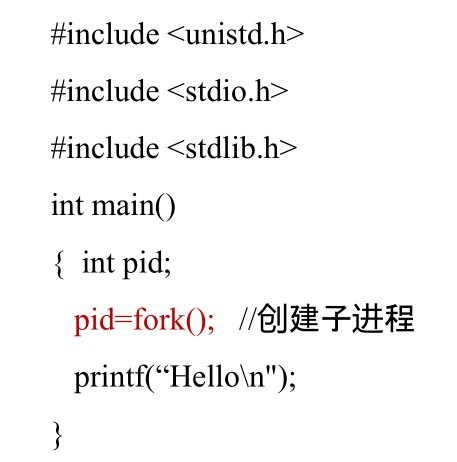 #include <unistd.h>
#include <stdio.h>
#include <stdlib.h>
int main()
{  int pid;
pid=fork();   //创建子进程
printf(“Hello\n");
}